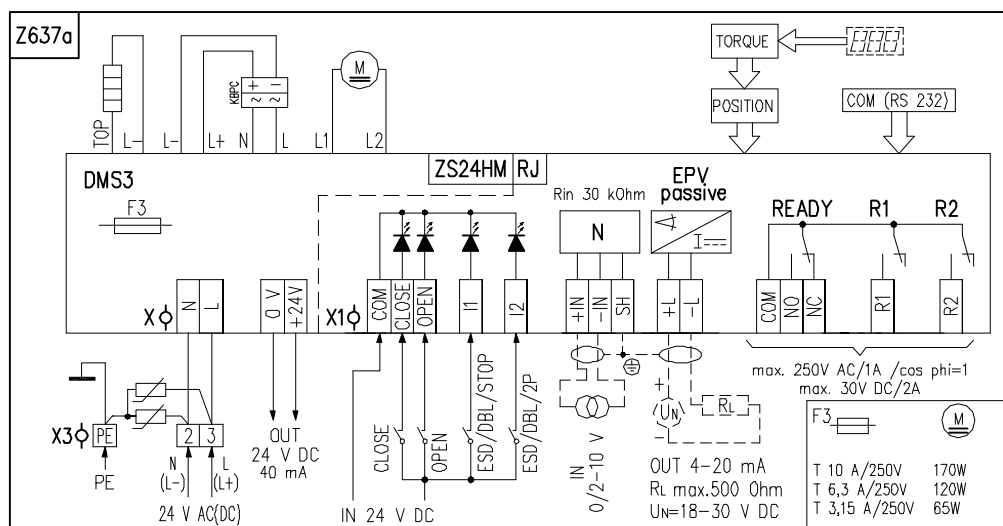 Z637a
TORQUE
POSITION
COM (RS 232)
KBPC
+ −
~ ~
M
TOP
L−
L−
L+
N
L
L1
L2
ZS24HM RJ
DMS3
F3
Rin 30 kOhm
N
EPV
passive
READY
R1
R2
X
N
L
0 V
+24V
X1
COM
CLOSE
OPEN
I1
I2
+IN
−IN
SH
+L
−L
COM
NO
NC
R1
R2
max. 250V AC/1A /cos phi=1
max. 30V DC/2A
X3
PE
2
3
PE
N
(L−)
L
(L+)
24 V AC(DC)
OUT
24 V DC
40 mA
CLOSE
OPEN
ESD/DBL/STOP
ESD/DBL/2P
IN 24 V DC
IN
0/2−10 V
+
UN
−
RL
OUT 4−20 mA
RL max.500 Ohm
UN=18−30 V DC
F3
M
T 10 A/250V 170W
T 6,3 A/250V 120W
T 3,15 A/250V 65W